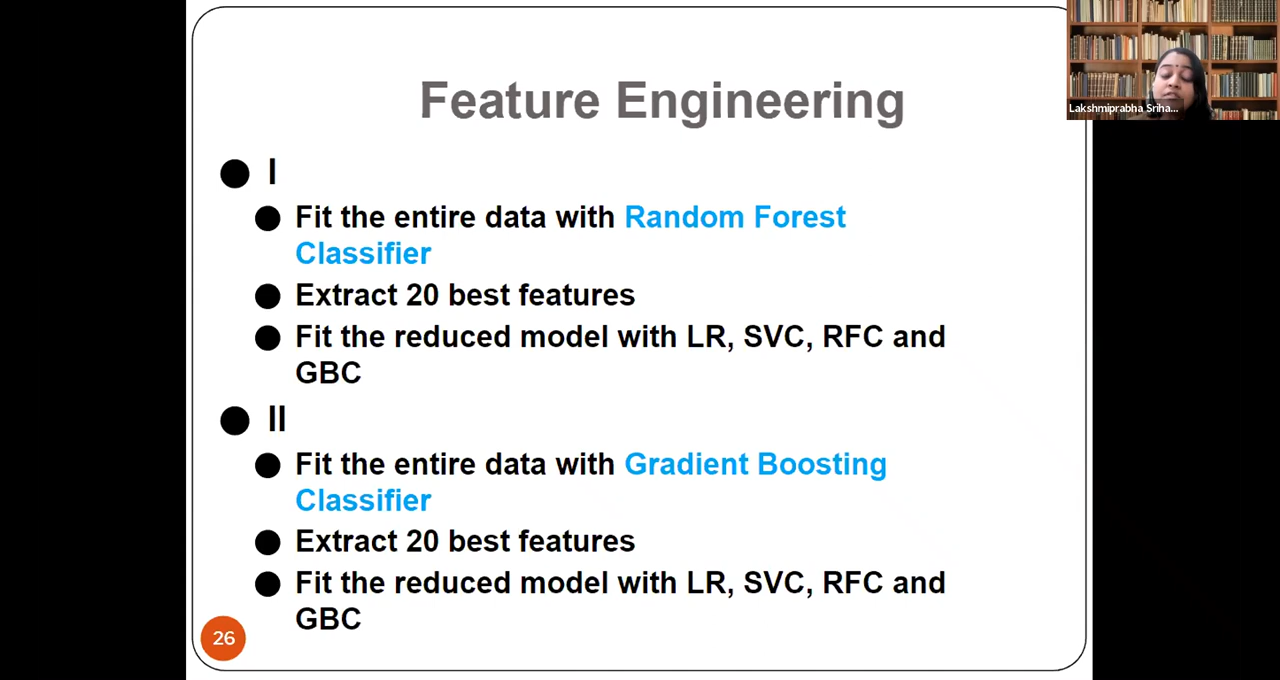 Feature Engineering
I
Fit the entire data with Random Forest
Classifier
Extract 20 best features
Fit the reduced model with LR, SVC, RFC and
GBC
II
Fit the entire data with Gradient Boosting
Classifier
Extract 20 best features
Fit the reduced model with LR, SVC, RFC and
GBC
26
Lakshmiprabha Sriha...